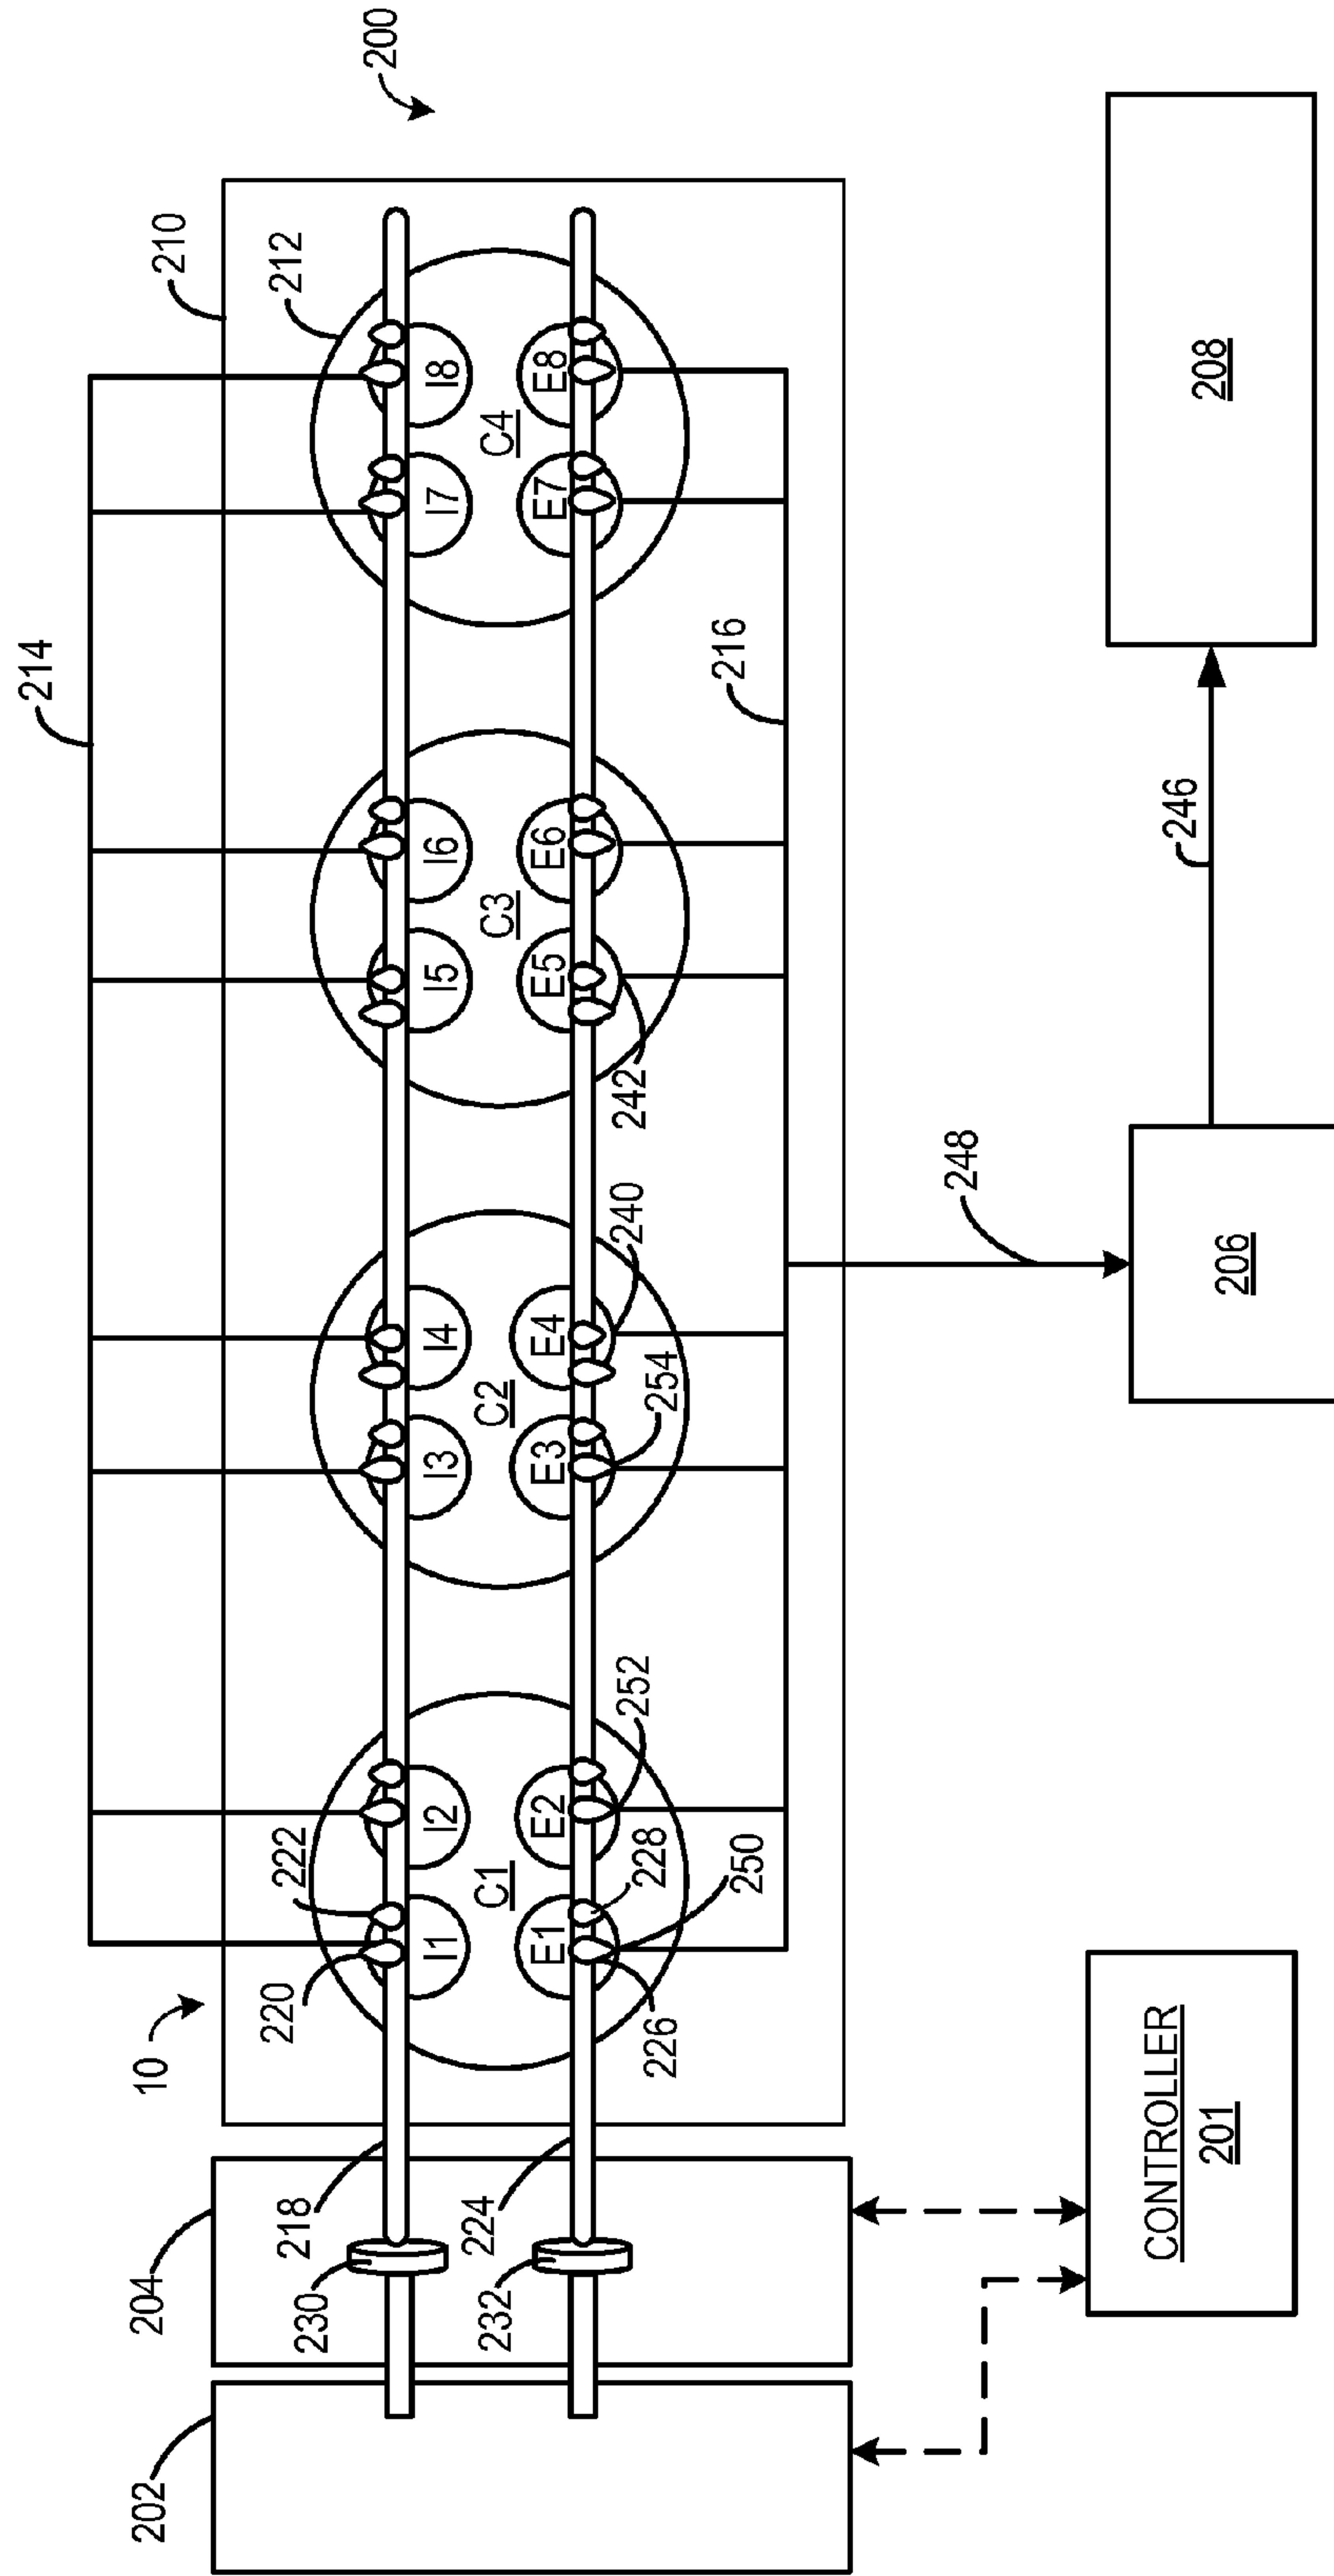 200
210
212
214
10
220
222
I1
I2
I3
I4
I5
I6
I7
I8
C1
C2
C3
C4
E1
E2
E3
E4
E5
E6
E7
E8
228
226
250
252
254
240
242
216
218
224
230
232
204
202
248
246
206
208
CONTROLLER
201